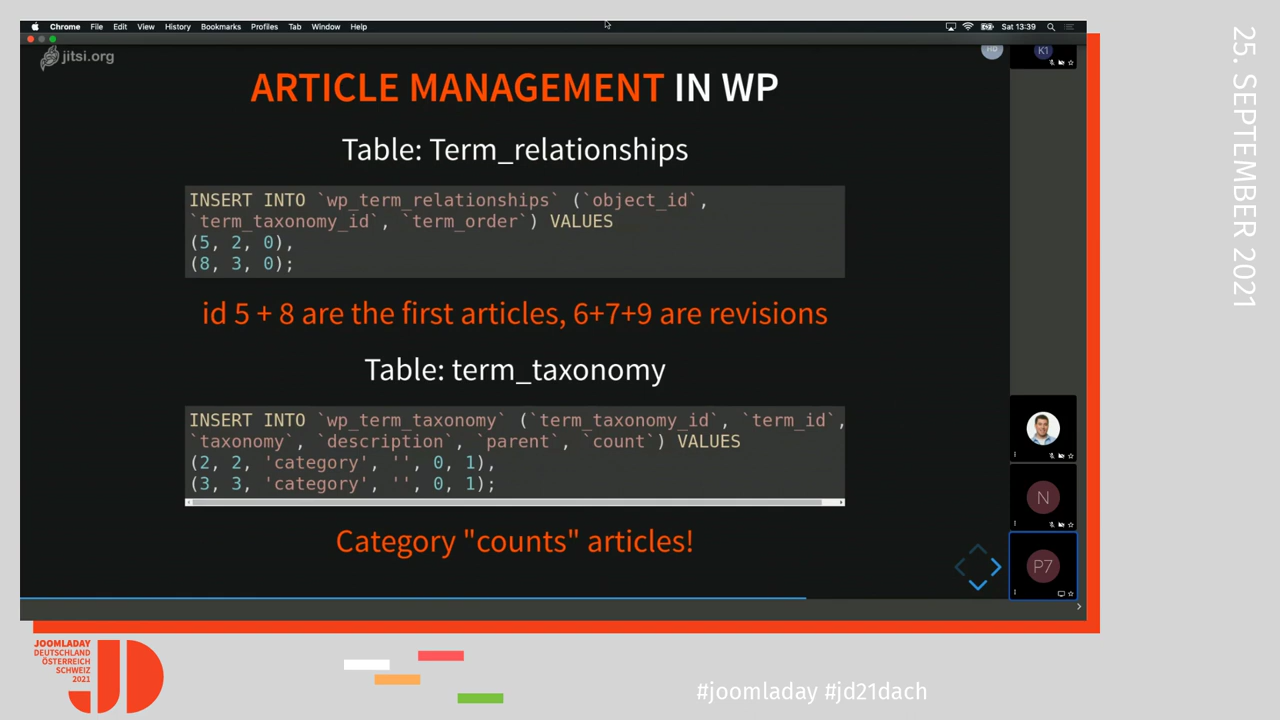 Chrome File Edit View History Bookmarks Profiles Tab Window Help
Sat 13:39
jitsi.org
HD
K1
ARTICLE MANAGEMENT IN WP
Table: Term_relationships
INSERT INTO `wp_term_relationships` (`object_id`,
`term_taxonomy_id`, `term_order`) VALUES
(5, 2, 0),
(8, 3, 0);
id 5 + 8 are the first articles, 6+7+9 are revisions
Table: term_taxonomy
INSERT INTO `wp_term_taxonomy` (`term_taxonomy_id`, `term_id`,
`taxonomy`, `description`, `parent`, `count`) VALUES
(2, 2, 'category', '', 0, 1),
(3, 3, 'category', '', 0, 1);
Category "counts" articles!
N
P7
25. SEPTEMBER 2021
JOOMLADAY
DEUTSCHLAND
ÖSTERREICH
SCHWEIZ
2021
JD
#joomladay #jd21dach